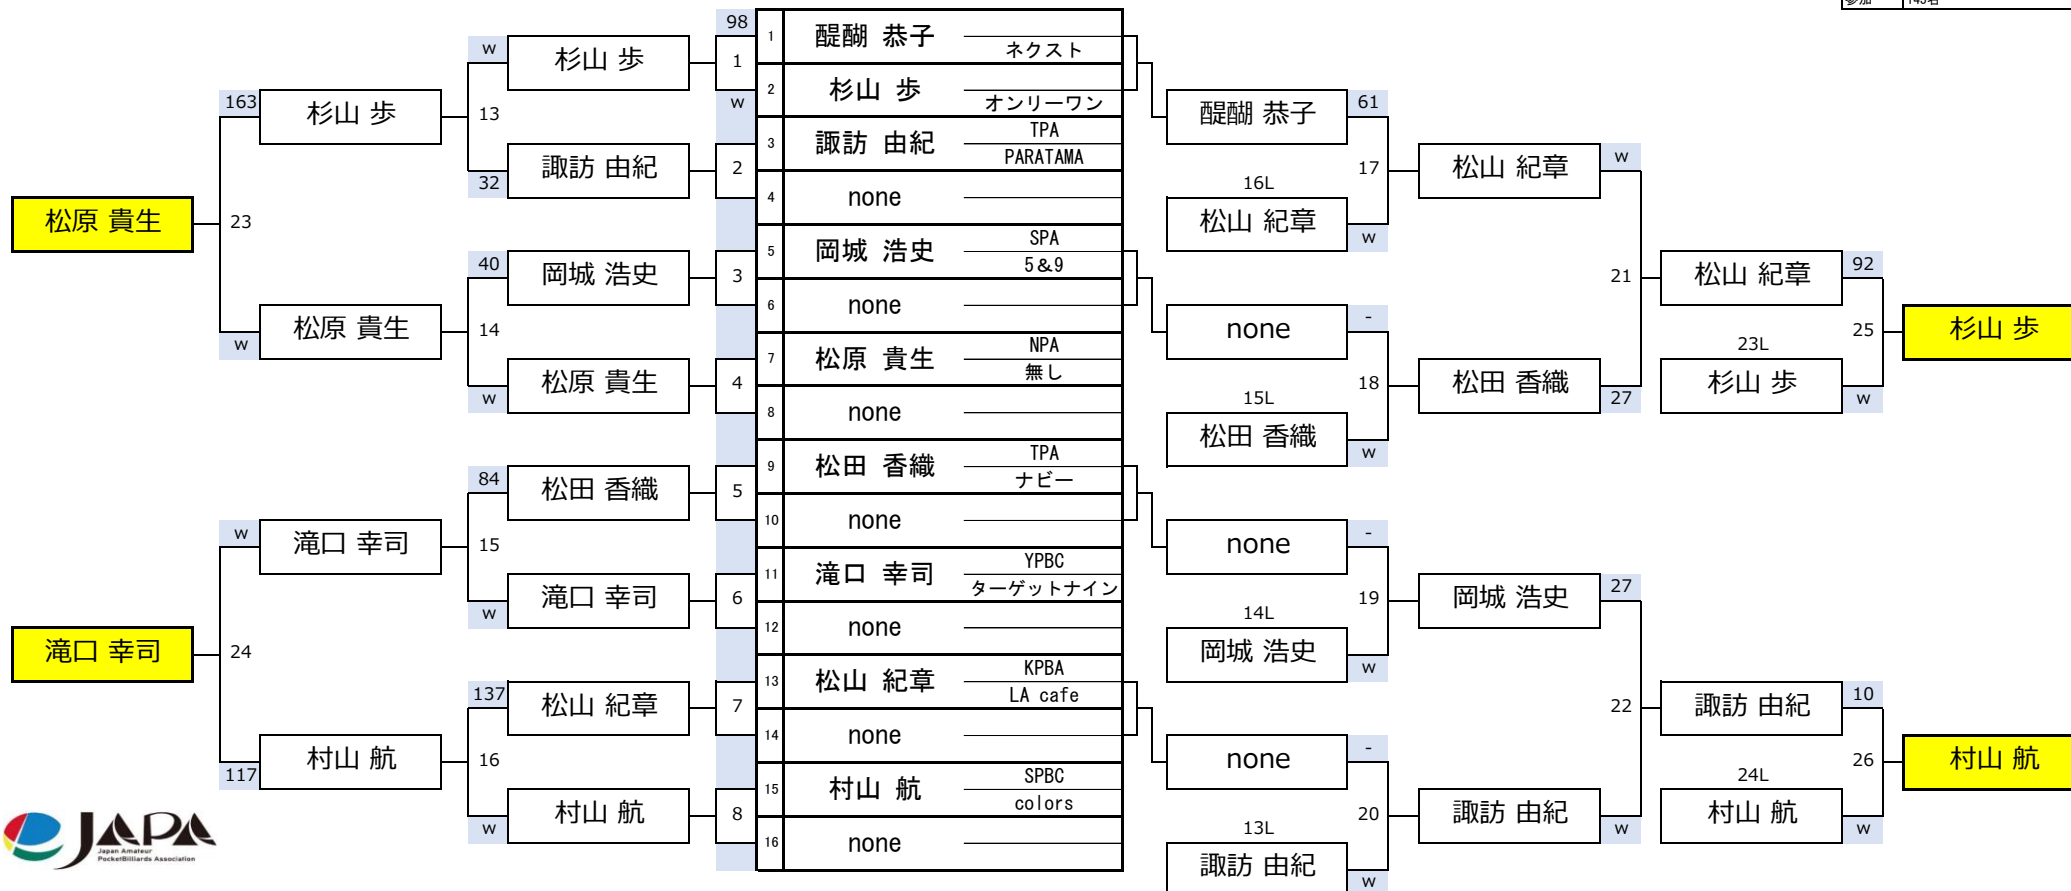 参加 143名
98
1 醍醐 恭子 ネクスト
w 杉山 歩 1
2 杉山 歩 オンリーワン
163 杉山 歩 13 w
醍醐 恭子 61
3 諏訪 由紀 TPA
PARATAMA
32 諏訪 由紀 2
16L 17 松山 紀章 w
4 none
松原 貴生 23
松山 紀章 w
5 岡城 浩史 SPA
5&9
40 岡城 浩史 3
21 松山 紀章 92
6 none
w 松原 貴生 14
none -
23L 25 杉山 歩
7 松原 貴生 NPA
無し
w 松原 貴生 4
15L 18 松田 香織 27
杉山 歩 w
8 none
松田 香織 w
9 松田 香織 TPA
ナビー
84 松田 香織 5
10 none
w 滝口 幸司 15
none -
11 滝口 幸司 YPBC
ターゲットナイン
w 滝口 幸司 6
14L 19 岡城 浩史 27
12 none
滝口 幸司 24
岡城 浩史 w
13 松山 紀章 KPBA
LA cafe
137 松山 紀章 7
22 諏訪 由紀 10
14 none
117 村山 航 16
none -
24L 26 村山 航
15 村山 航 SPBC
colors
w 村山 航 8
13L 20 諏訪 由紀 w
村山 航 w
16 none
諏訪 由紀 w
JAPA
Japan Amateur
PocketBilliards Association